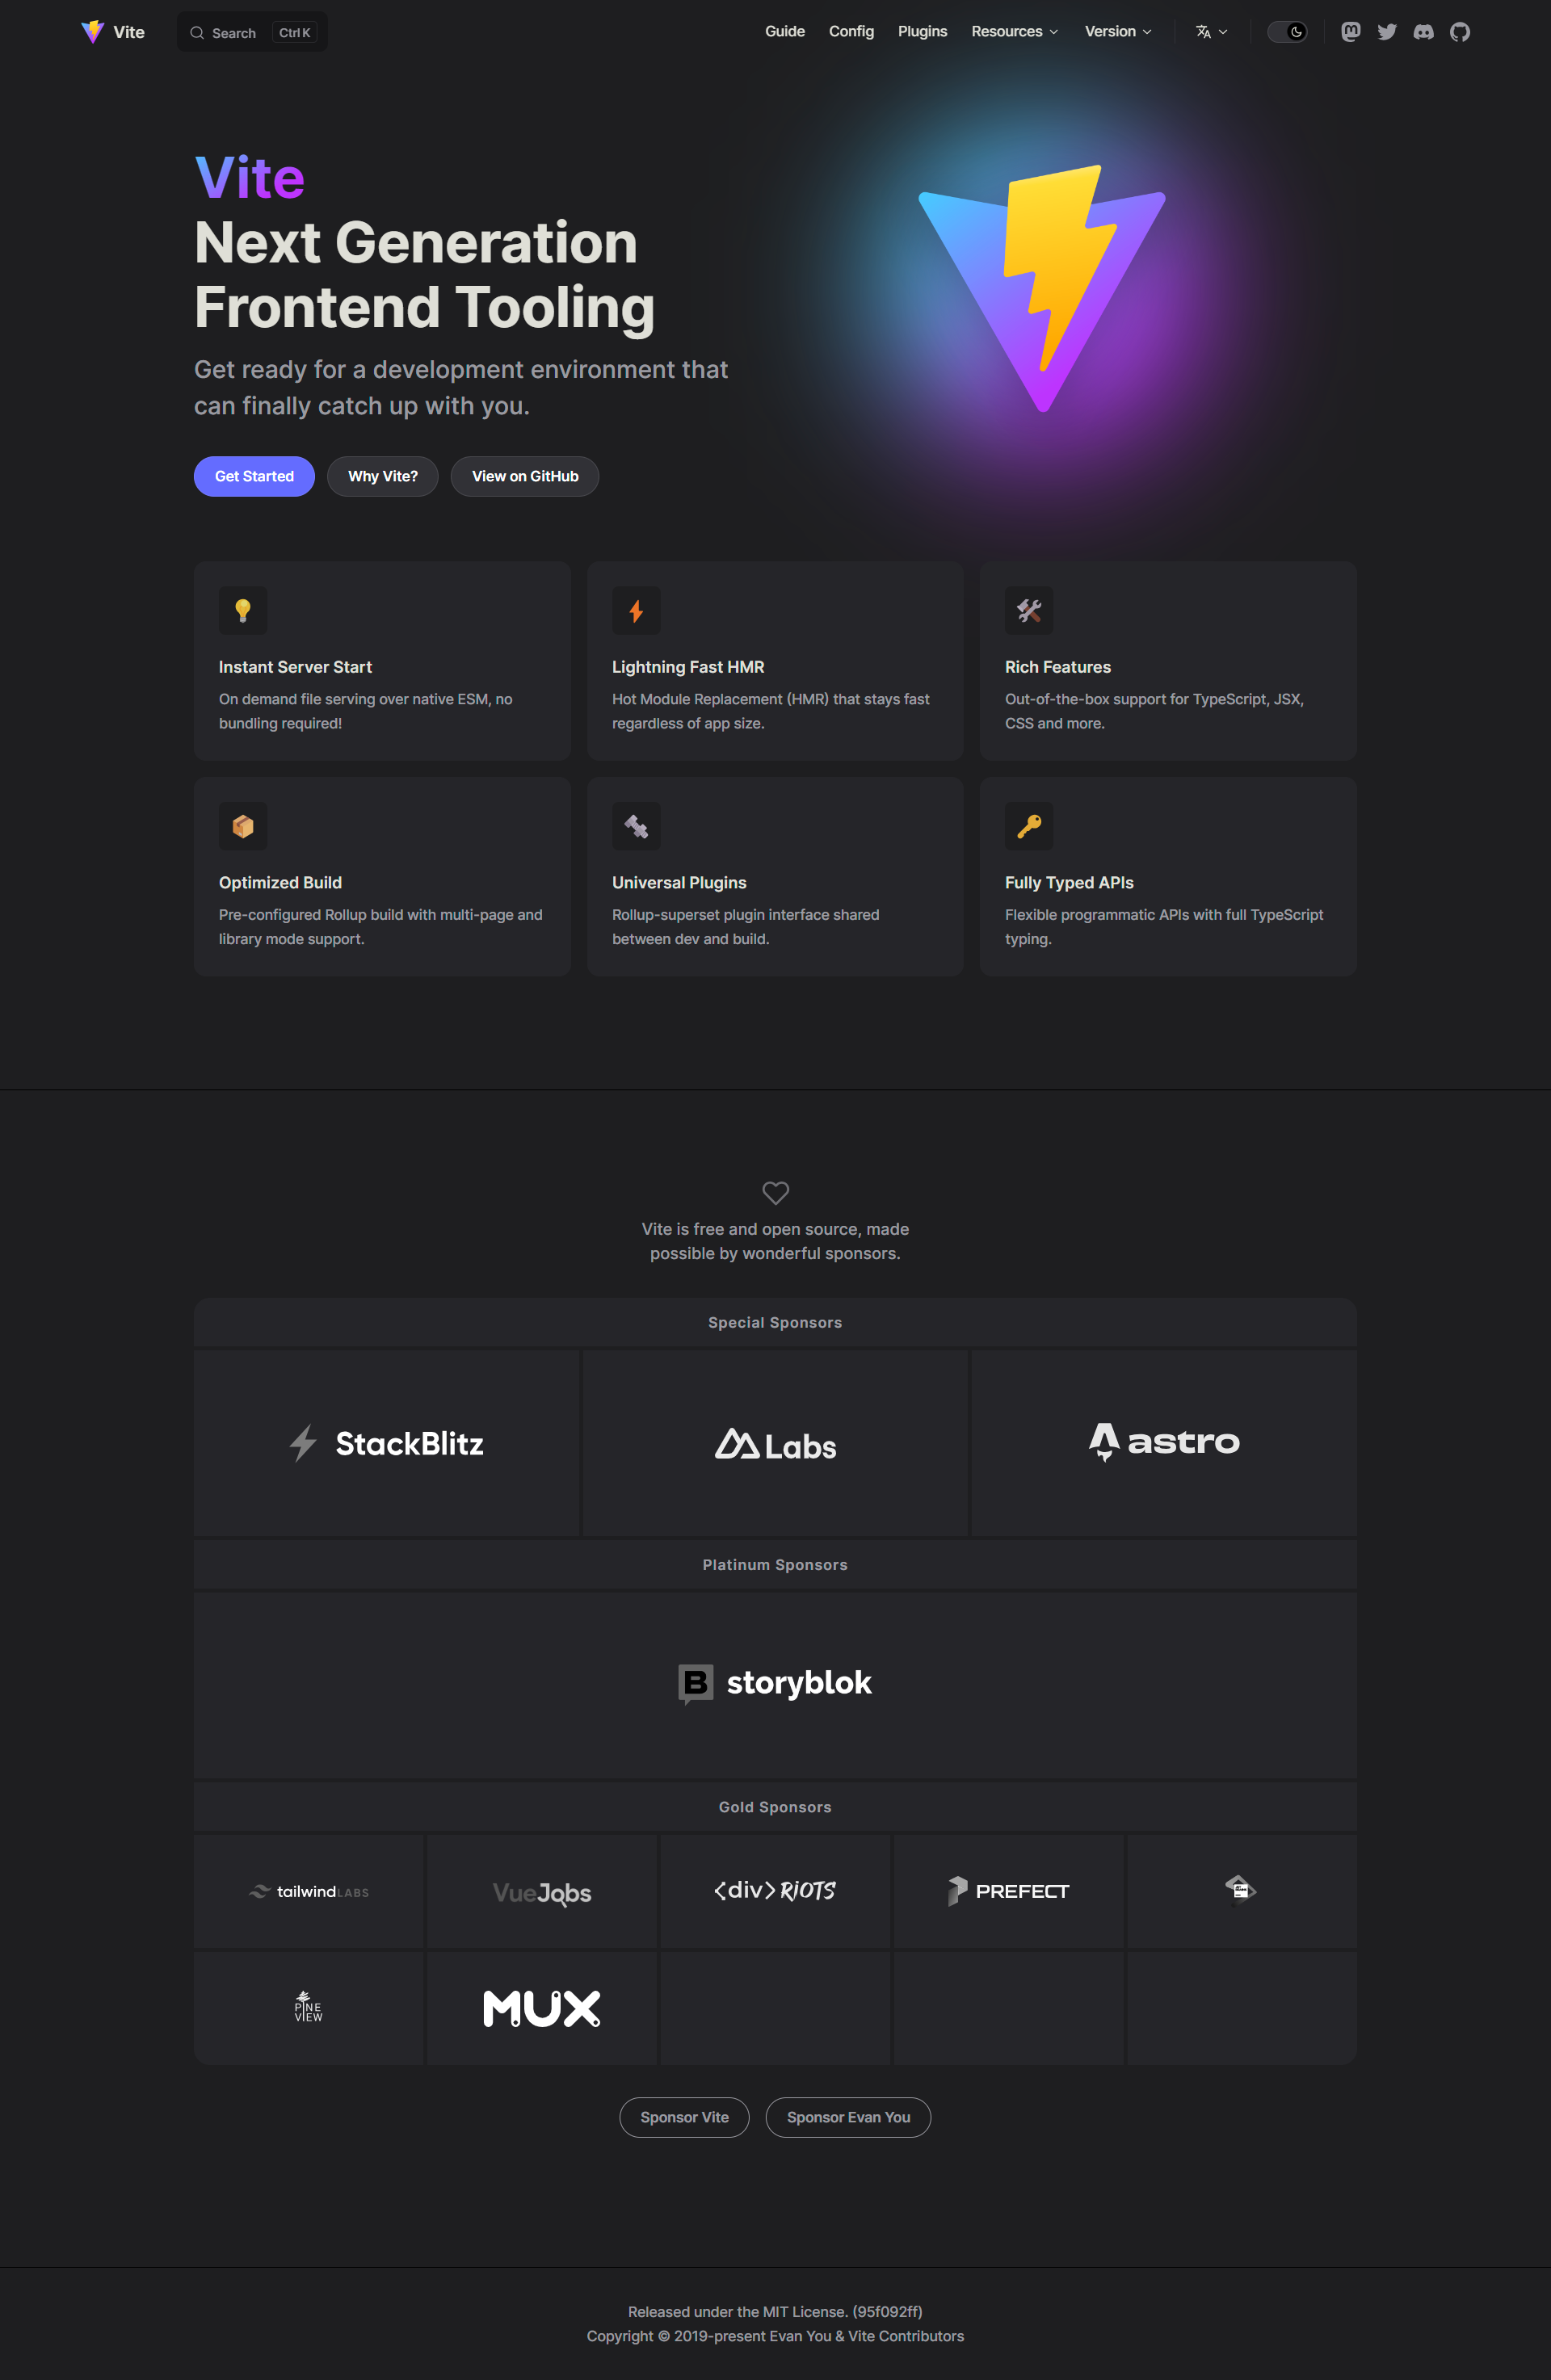 Vite
Search
Ctrl K
Guide
Config
Plugins
Resources
Version
Vite
Next Generation
Frontend Tooling
Get ready for a development environment that
can finally catch up with you.
Get Started
Why Vite?
View on GitHub
Instant Server Start
On demand file serving over native ESM, no
bundling required!
Lightning Fast HMR
Hot Module Replacement (HMR) that stays fast
regardless of app size.
Rich Features
Out-of-the-box support for TypeScript, JSX,
CSS and more.
Optimized Build
Pre-configured Rollup build with multi-page and
library mode support.
Universal Plugins
Rollup-superset plugin interface shared
between dev and build.
Fully Typed APIs
Flexible programmatic APIs with full TypeScript
typing.
Vite is free and open source, made
possible by wonderful sponsors.
Special Sponsors
StackBlitz
Labs
astro
Platinum Sponsors
B storyblok
Gold Sponsors
tailwindLABS
VueJobs
<div>RiOTS
PREFECT
PINE
VIEW
MUX
Sponsor Vite
Sponsor Evan You
Released under the MIT License. (95f092ff)
Copyright © 2019-present Evan You & Vite Contributors